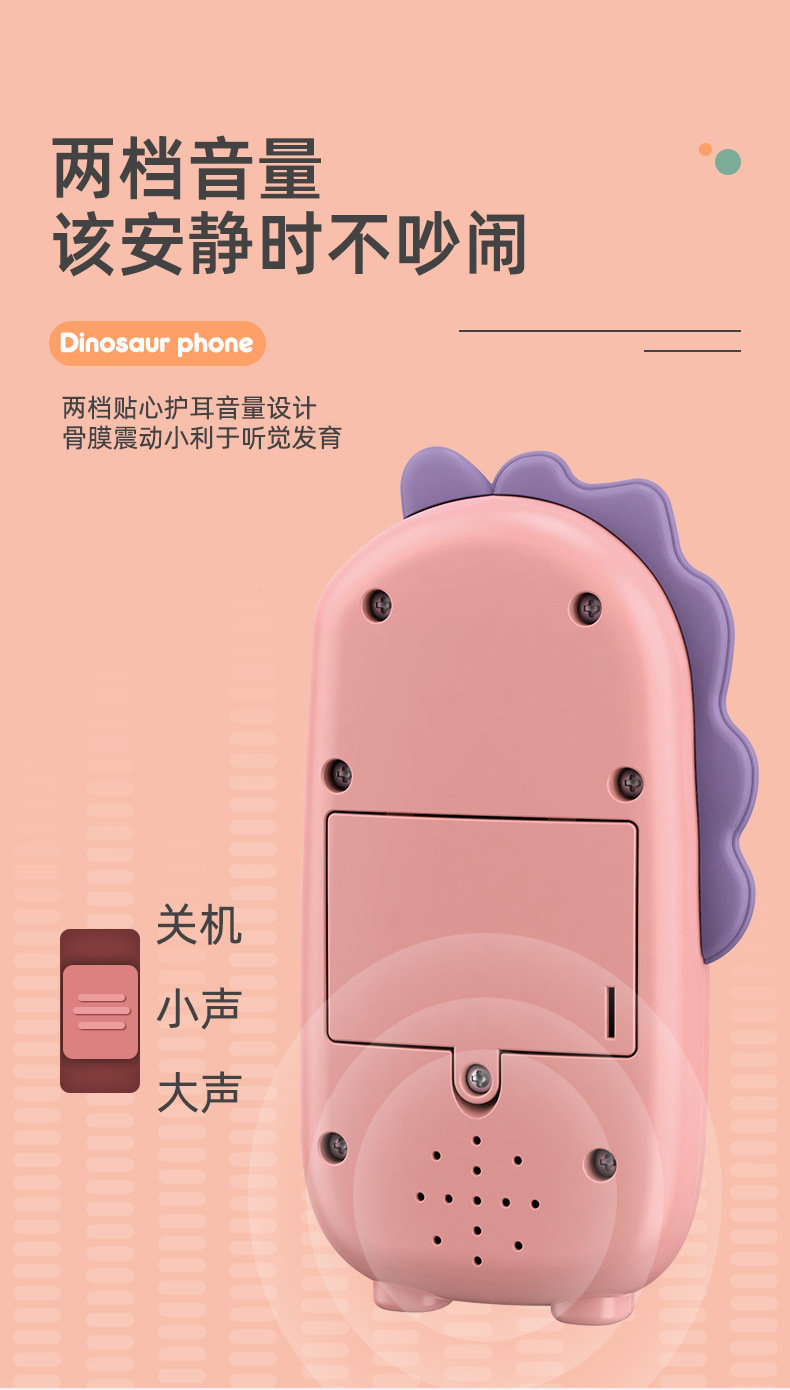 两档音量
该安静时不吵闹
Dinosaur phone
两档贴心护耳音量设计
骨膜震动小利于听觉发育
关机
小声
大声